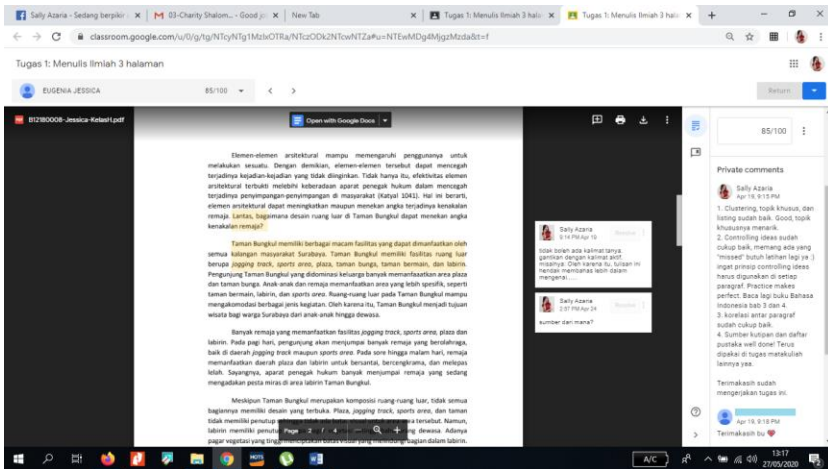 Sally Azaria - Sedang berpikir
03-Charity Shalom... - Good jo
New Tab
Tugas 1: Menulis Ilmiah 3 hala
Tugas 1: Menulis Ilmiah 3 hala
Tugas 1: Menulis Ilmiah 3 halaman
EUGENIA JESSICA
85/100
Return
B12180008-Jessica-KelasH.pdf
Open with Google Docs
Elemen-elemen arsitektural mampu memengaruhi penggunanya untuk
melakukan sesuatu. Dengan demikian, elemen-elemen tersebut dapat mencegah
terjadinya kejadian-kejadian yang tidak diinginkan. Tidak hanya itu, efektivitas elemen
arsitektural terbukti melebihi keberadaan aparat penegak hukum dalam mencegah
terjadinya penyimpangan-penyimpangan di masyarakat (Katyal 1041). Hal ini berarti,
elemen arsitektural dapat meningkatkan maupun menekan angka terjadinya kenakalan
remaja. Lantas, bagaimana desain ruang luar di Taman Bungkul dapat menekan angka
kenakalan remaja?
Taman Bungkul memiliki berbagai macam fasilitas yang dapat dimanfaatkan oleh
semua kalangan masyarakat Surabaya. Taman Bungkul memiliki fasilitas ruang luar
berupa jogging track, sports area, plaza, taman bunga, taman bermain, dan labirin.
Pengunjung Taman Bungkul yang didominasi keluarga banyak memanfaatkan area plaza
dan taman bunga. Anak-anak dan remaja memanfaatkan area yang lebih spesifik, seperti
taman bermain, labirin, dan sports area. Ruang-ruang luar pada Taman Bungkul mampu
mengakomodasi berbagai jenis kegiatan. Oleh karena itu, Taman Bungkul menjadi tujuan
wisata bagi warga Surabaya dari anak-anak hingga dewasa.
Banyak remaja yang memanfaatkan fasilitas jogging track, sports area, plaza dan
labirin. Pada pagi hari, pengunjung akan menjumpai banyak remaja yang berolahraga,
baik di daerah jogging track maupun sports area. Pada sore hingga malam hari, remaja
memanfaatkan daerah plaza dan labirin untuk bersantai, bercengkrama, dan melepas
lelah. Sayangnya, aparat penegak hukum banyak menjumpai remaja yang sedang
mengadakan pesta miras di area labirin Taman Bungkul.
Meskipun Taman Bungkul merupakan komposisi ruang-ruang luar, tidak semua
bagiannya memiliki desain yang terbuka. Plaza, jogging track, sports area, dan taman
tidak memiliki penutup
tersebut. Namun,
labirin memiliki
dewasa. Adanya
pagar vegetasi yang tinggi menciptakan batas visual yang melindungi bagian dalam labirin.
Page 2 / 4
Sally Azaria
9:14 PM Apr 19
Resolve
tidak boleh ada kalimat tanya.
gantikan dengan kalimat aktif.
misalnya: Oleh karena itu, tulisan ini
hendak membahas lebih dalam
mengenai.....
Sally Azaria
2:57 PM Apr 24
Resolve
sumber dari mana?
85/100
Private comments
Sally Azaria
Apr 19, 9:15 PM
1. Clustering, topik khusus, dan
listing sudah baik. Good, topik
khususnya menarik.
2. Controlling ideas sudah
cukup baik, memang ada yang
"missed" butuh latihan lagi ya :)
ingat prinsip controlling ideas
harus digunakan di setiap
paragraf. Practice makes
perfect. Baca lagi buku Bahasa
Indonesia bab 3 dan 4.
3. korelasi antar paragraf
sudah cukup baik.
4. Sumber kutipan dan daftar
pustaka well done! Terus
dipakai di tugas matakuliah
lainnya yaa.
Terimakasih sudah
mengerjakan tugas ini.
Apr 19, 9:18 PM
Terimakasih bu
A/C
13:17
27/05/2020